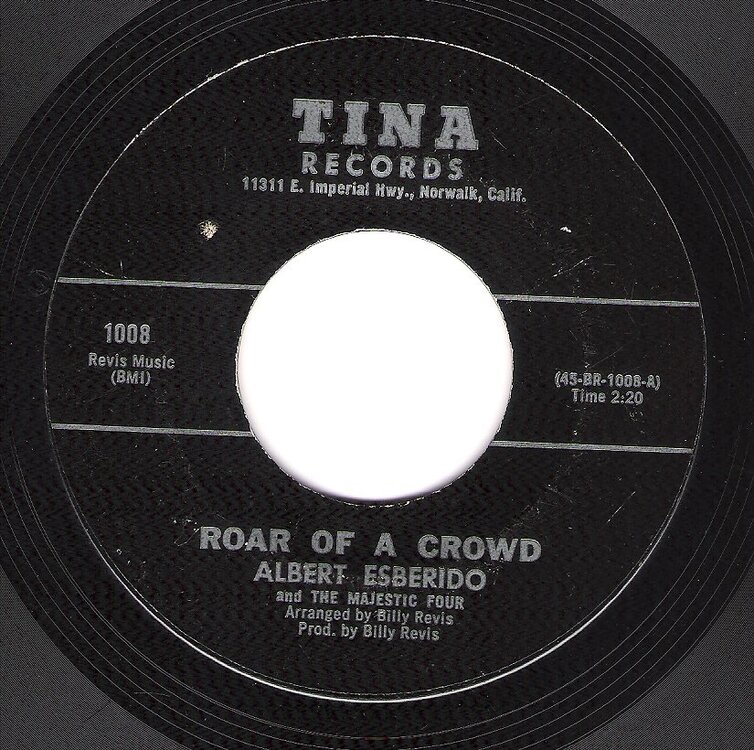 TINA
RECORDS
11311 E. Imperial Hwy., Norwalk, Calif.
1008
Revis Music
(BMI)
(45-BR-1008-A)
Time 2:20
ROAR OF A CROWD
ALBERT ESBERIDO
and THE MAJESTIC FOUR
Arranged by Billy Revis
Prod. by Billy Revis